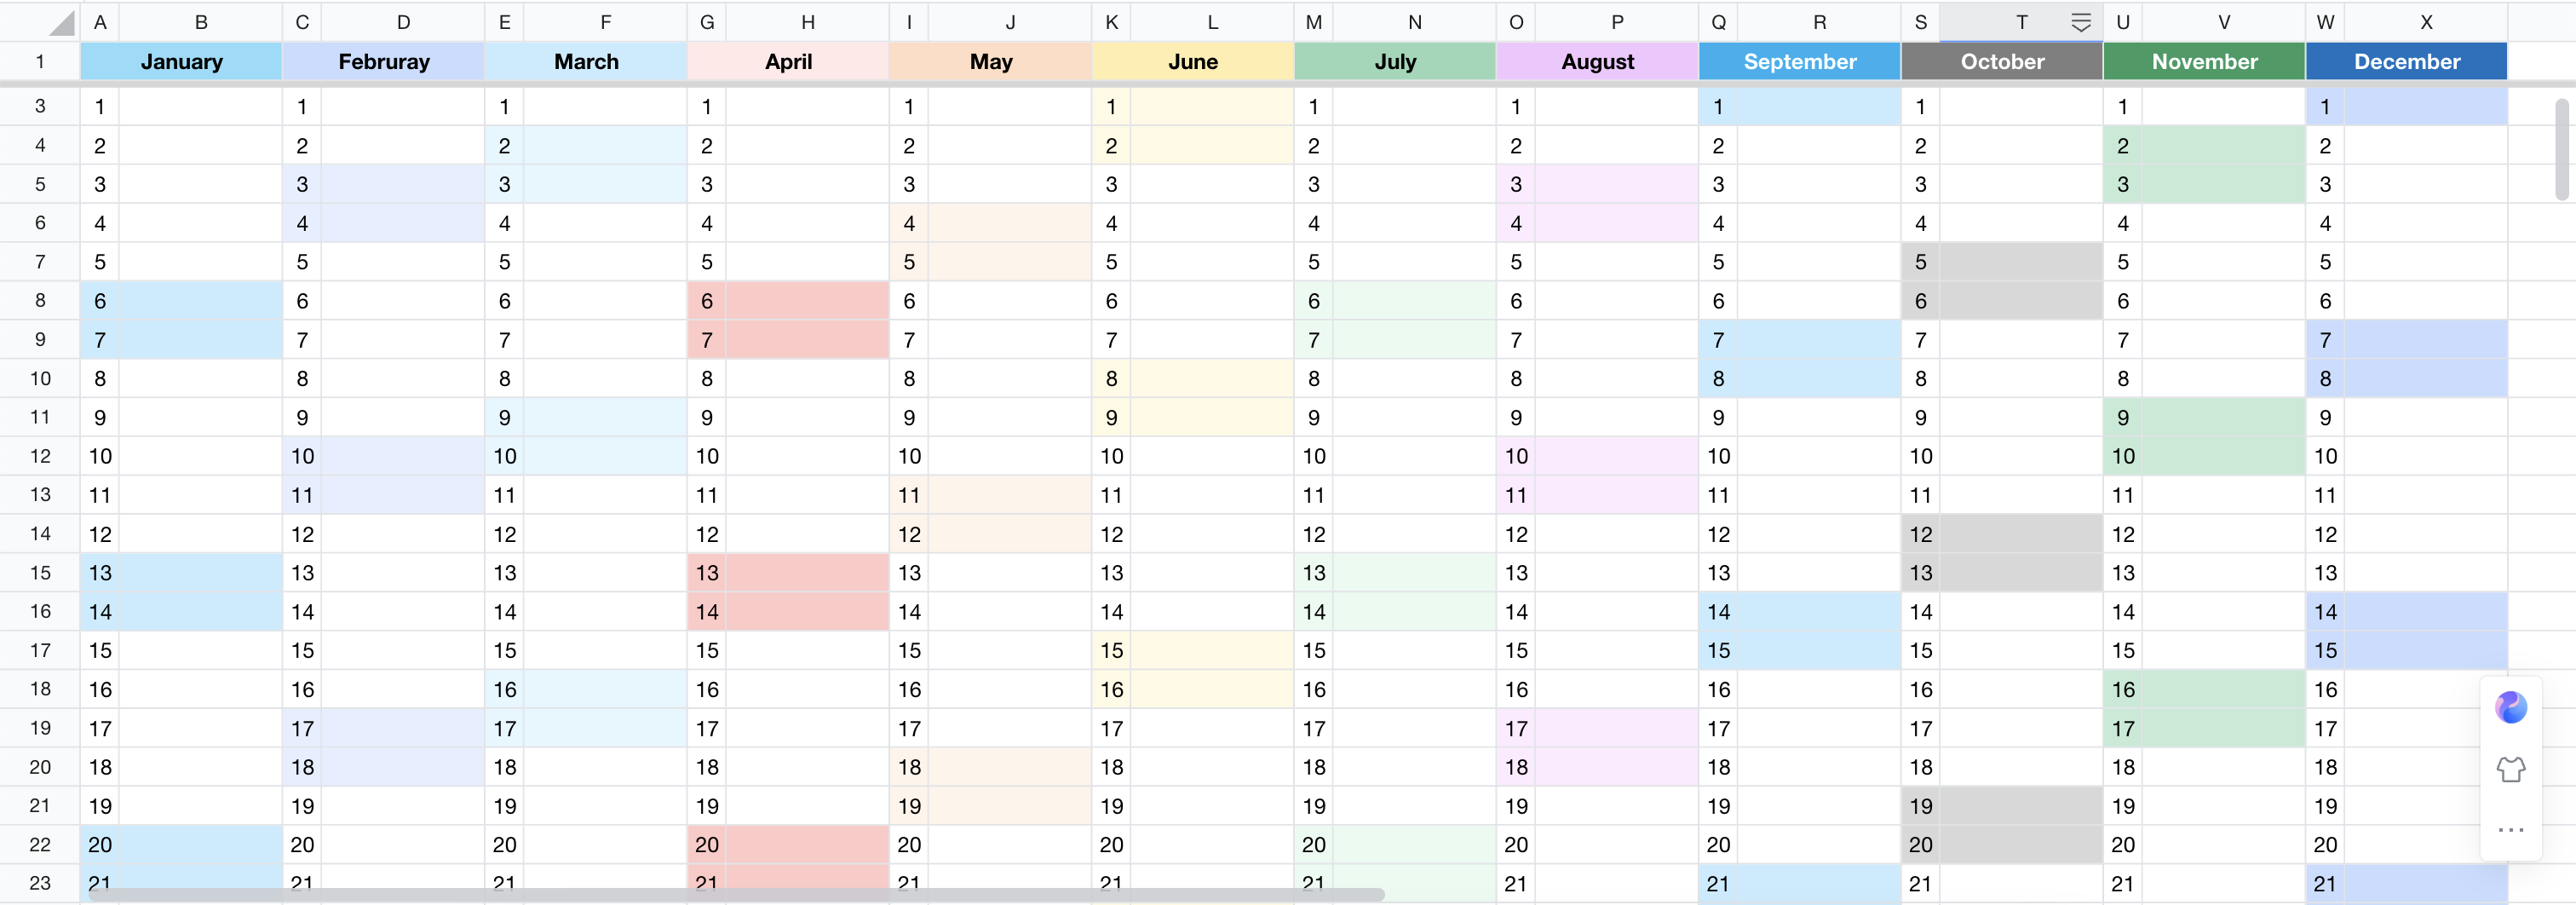 A B C D E F G H I J K L M N O P Q R S T U V W X
1 January Februray March April May June July August September October November December
3 1 1 1 1 1 1 1 1 1 1 1 1
4 2 2 2 2 2 2 2 2 2 2 2 2
5 3 3 3 3 3 3 3 3 3 3 3 3
6 4 4 4 4 4 4 4 4 4 4 4 4
7 5 5 5 5 5 5 5 5 5 5 5 5
8 6 6 6 6 6 6 6 6 6 6 6 6
9 7 7 7 7 7 7 7 7 7 7 7 7
10 8 8 8 8 8 8 8 8 8 8 8 8
11 9 9 9 9 9 9 9 9 9 9 9 9
12 10 10 10 10 10 10 10 10 10 10 10 10
13 11 11 11 11 11 11 11 11 11 11 11 11
14 12 12 12 12 12 12 12 12 12 12 12 12
15 13 13 13 13 13 13 13 13 13 13 13 13
16 14 14 14 14 14 14 14 14 14 14 14 14
17 15 15 15 15 15 15 15 15 15 15 15 15
18 16 16 16 16 16 16 16 16 16 16 16 16
19 17 17 17 17 17 17 17 17 17 17 17 17
20 18 18 18 18 18 18 18 18 18 18 18 18
21 19 19 19 19 19 19 19 19 19 19 19 19
22 20 20 20 20 20 20 20 20 20 20 20 20
23 21 21 21 21 21 21 21 21 21 21 21 21